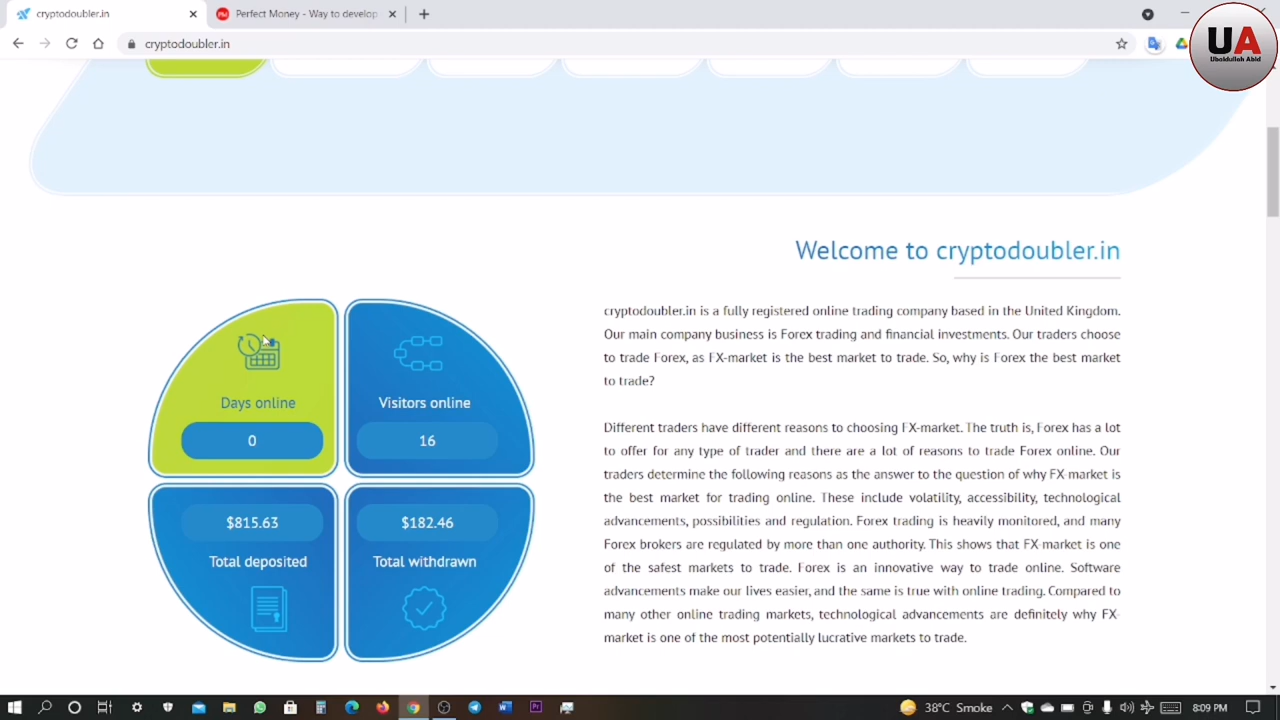 cryptodoubler.in
Perfect Money - Way to develop
cryptodoubler.in
UA
Ubaidullah Abid
Welcome to cryptodoubler.in
cryptodoubler.in is a fully registered online trading company based in the United Kingdom.
Our main company business is Forex trading and financial investments. Our traders choose
to trade Forex, as FX-market is the best market to trade. So, why is Forex the best market
to trade?
Different traders have different reasons to choosing FX-market. The truth is, Forex has a lot
to offer for any type of trader and there are a lot of reasons to trade Forex online. Our
traders determine the following reasons as the answer to the question of why FX-market is
the best market for trading online. These include volatility, accessibility, technological
advancements, possibilities and regulation. Forex trading is heavily monitored, and many
Forex brokers are regulated by more than one authority. This shows that FX-market is one
of the safest markets to trade. Forex is an innovative way to trade online. Software
advancements make our lives easier, and the same is true with online trading. Compared to
many other online trading markets, technological advancements are definitely why FX-
market is one of the most potentially lucrative markets to trade.
Days online
0
Visitors online
16
$815.63
Total deposited
$182.46
Total withdrawn
38°C Smoke
8:09 PM